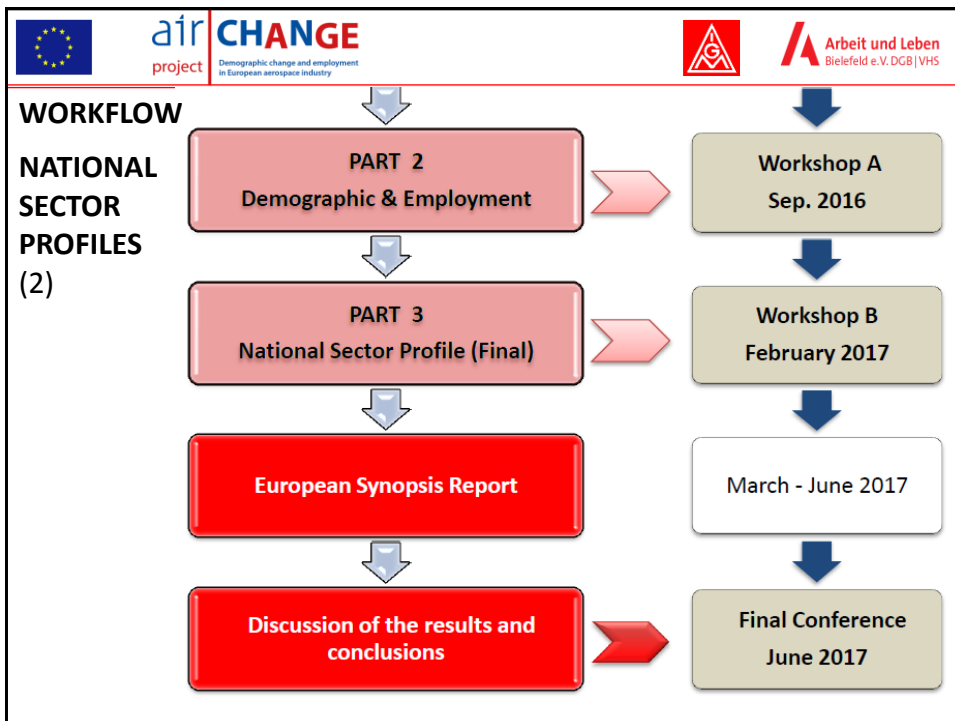 air CHANGE
project Demographic change and employment
in European aerospace industry
IGM
Arbeit und Leben
Bielefeld e.V. DGB|VHS
WORKFLOW
NATIONAL
SECTOR
PROFILES
(2)
PART 2
Demographic & Employment
Workshop A
Sep. 2016
PART 3
National Sector Profile (Final)
Workshop B
February 2017
European Synopsis Report
March - June 2017
Discussion of the results and
conclusions
Final Conference
June 2017